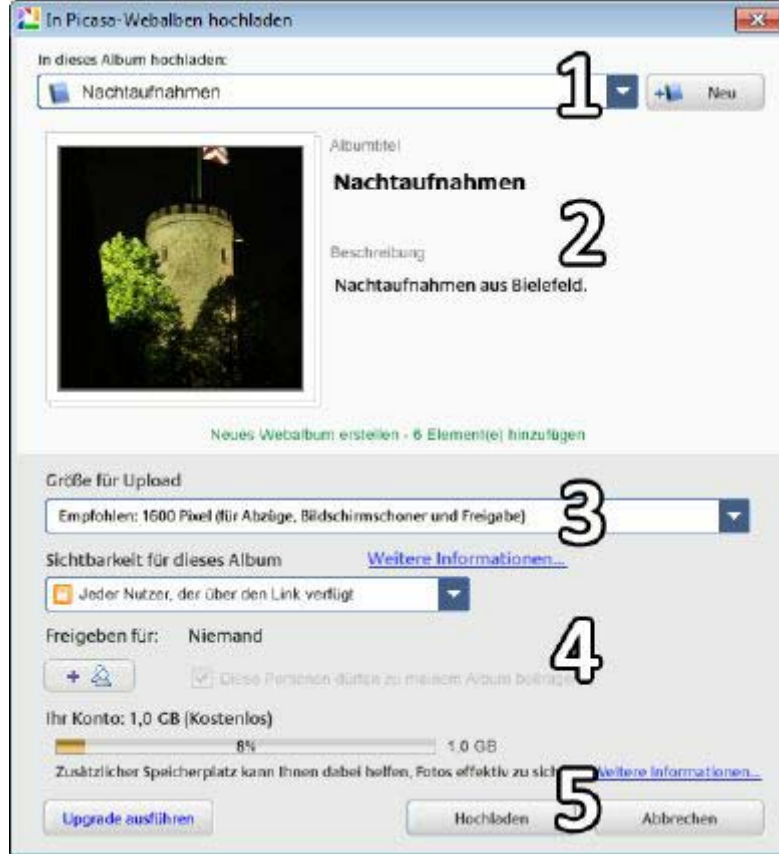 In Picasa-Webalben hochladen
In dieses Album hochladen:
Nachtaufnahmen
1
Neu
Albumtitel
Nachtaufnahmen
2
Beschreibung
Nachtaufnahmen aus Bielefeld.
Neues Webalbum erstellen - 6 Element(e) hinzufügen
Größe für Upload
Empfohlen: 1600 Pixel (für Abzüge, Bildschirmschoner und Freigabe)
3
Sichtbarkeit für dieses Album Weitere Informationen...
Jeder Nutzer, der über den Link verfügt
Freigeben für: Niemand
4
Diese Personen dürfen zu meinem Album
Ihr Konto: 1,0 GB (Kostenlos)
8% 1.0 GB
Zusätzlicher Speicherplatz kann Ihnen dabei helfen, Fotos effektiv zu Weitere Informationen...
5
Upgrade ausführen Hochladen Abbrechen